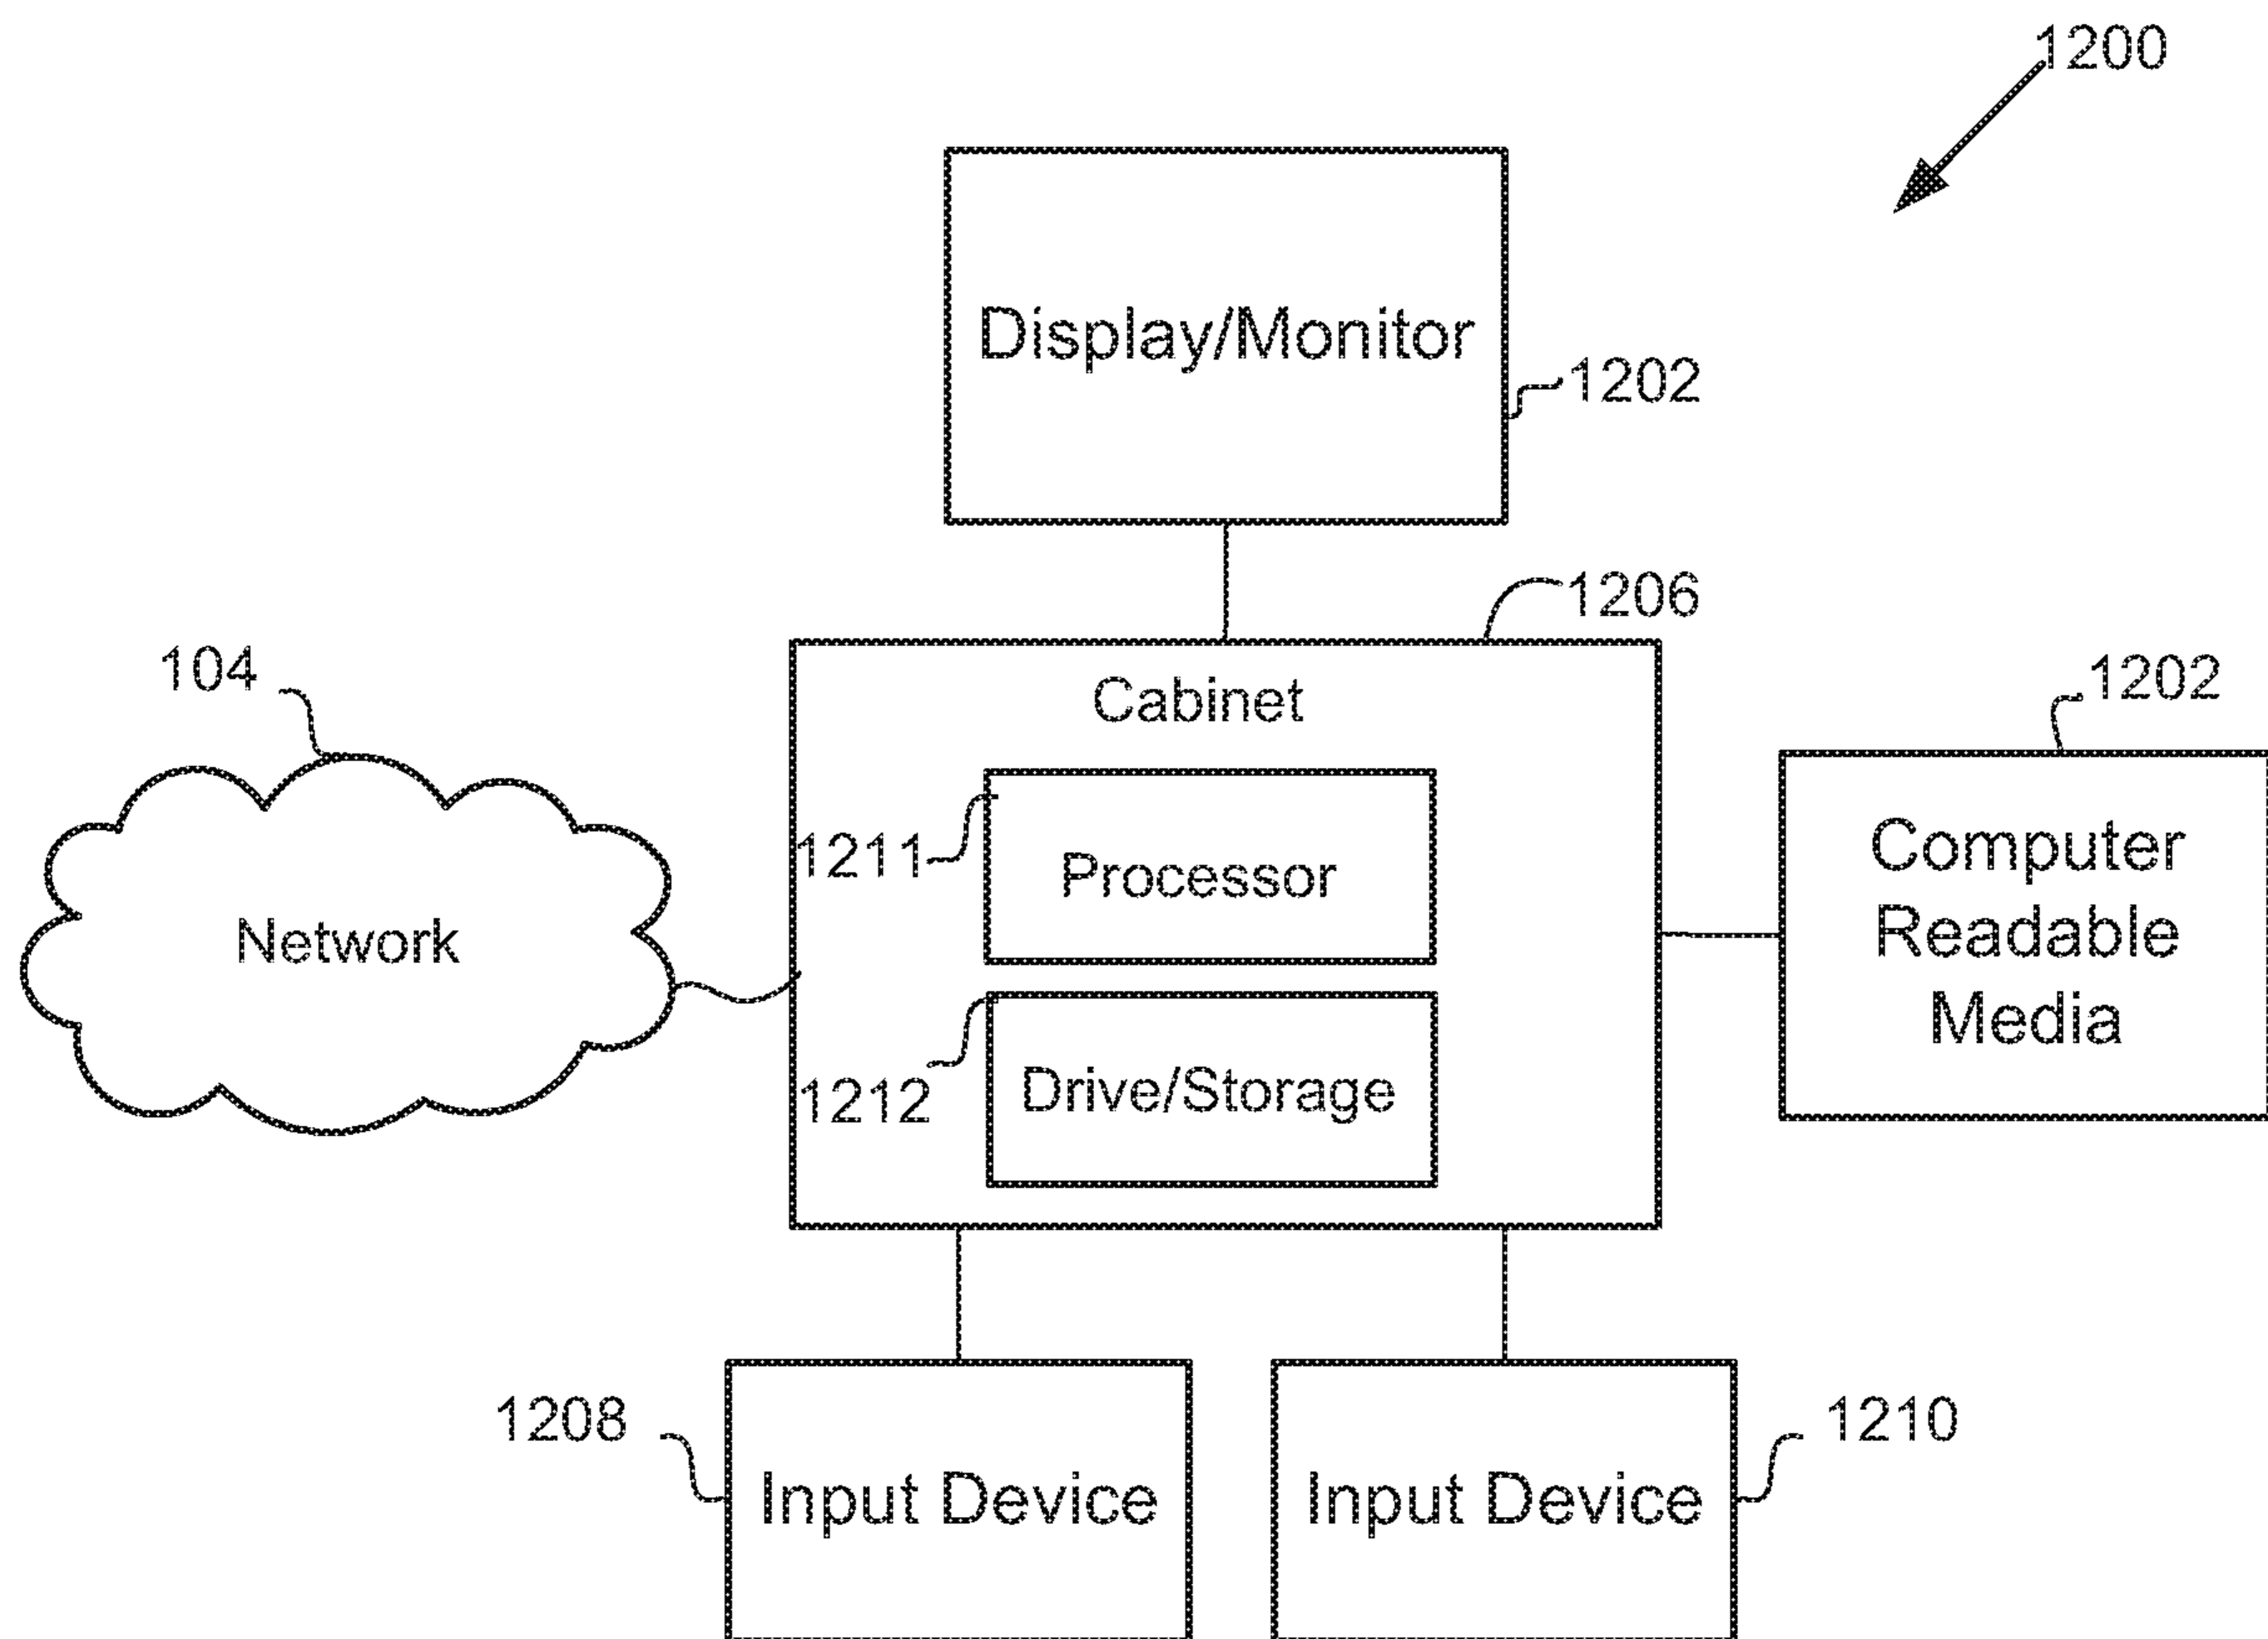 1200
Display/Monitor
1202
1206
104
Cabinet
1202
1211
Processor
Computer
Readable
Media
Network
1212
Drive/Storage
1208
Input Device
Input Device
1210